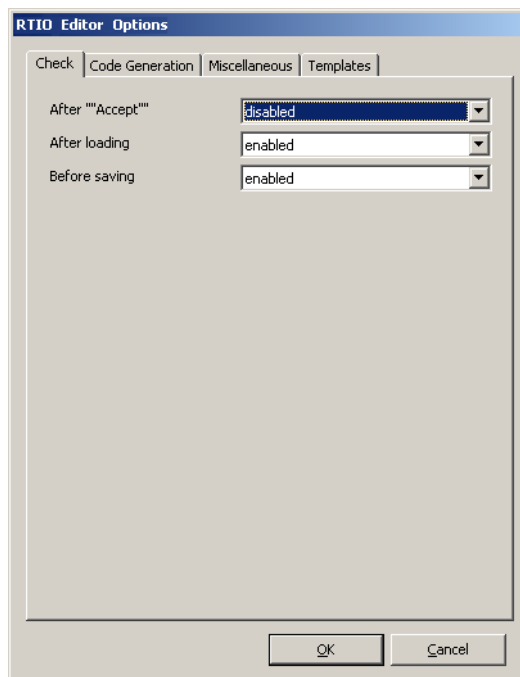 RTIO Editor Options
Check Code Generation Miscellaneous Templates
After ""Accept"" disabled
After loading enabled
Before saving enabled
OK Cancel